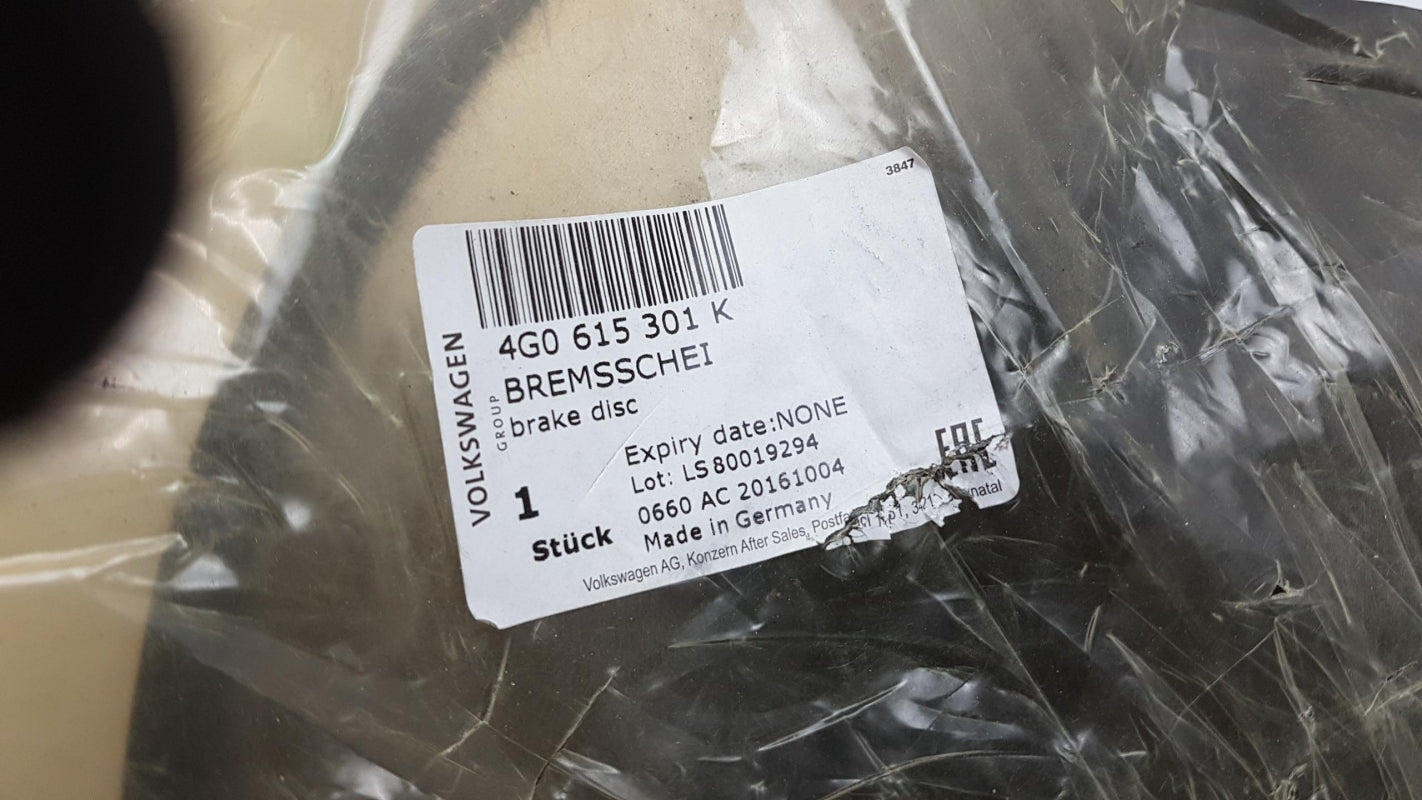 3847
4G0 615 301 K
BREMSSCHEI
brake disc
VOLKSWAGEN
GROUP
Expiry date:NONE
Lot: LS80019294
0660 AC 20161004
Made in Germany
1
Stück
EAC
Volkswagen AG, Konzern After Sales,